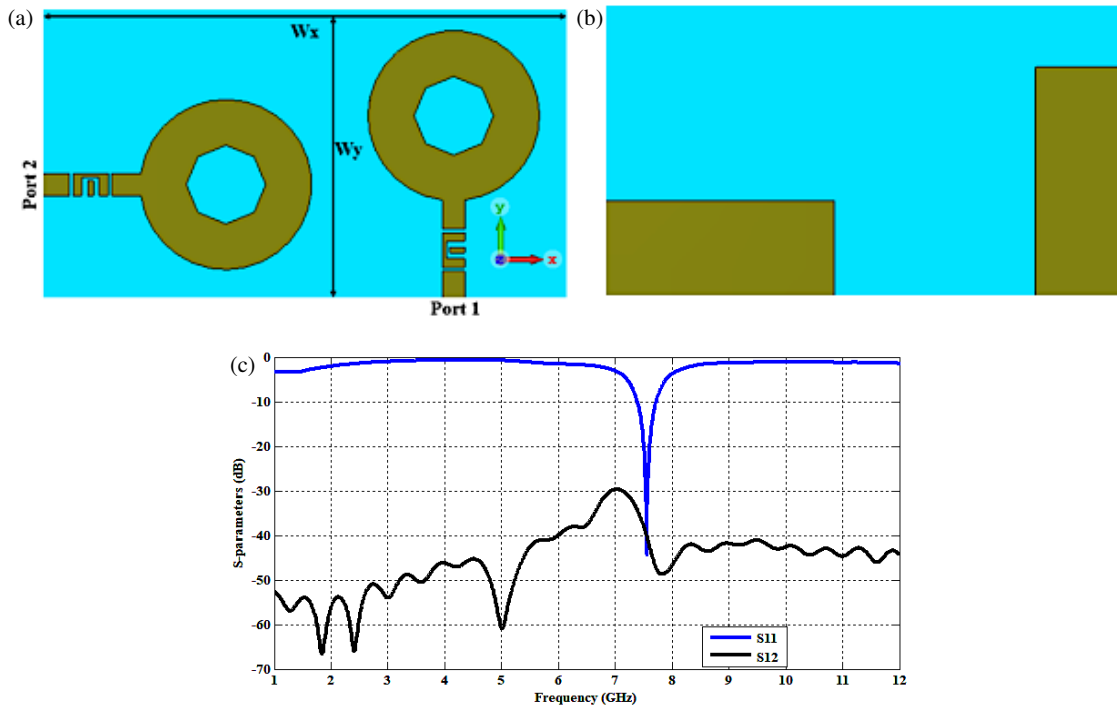 (a)
Wx
(b)
Wy
Port 2
y
z
x
Port 1
(c)
0
-10
-20
-30
-40
-50
-60
-70
S-parameters (dB)
S11
S12
1 2 3 4 5 6 7 8 9 10 11 12
Frequency (GHz)